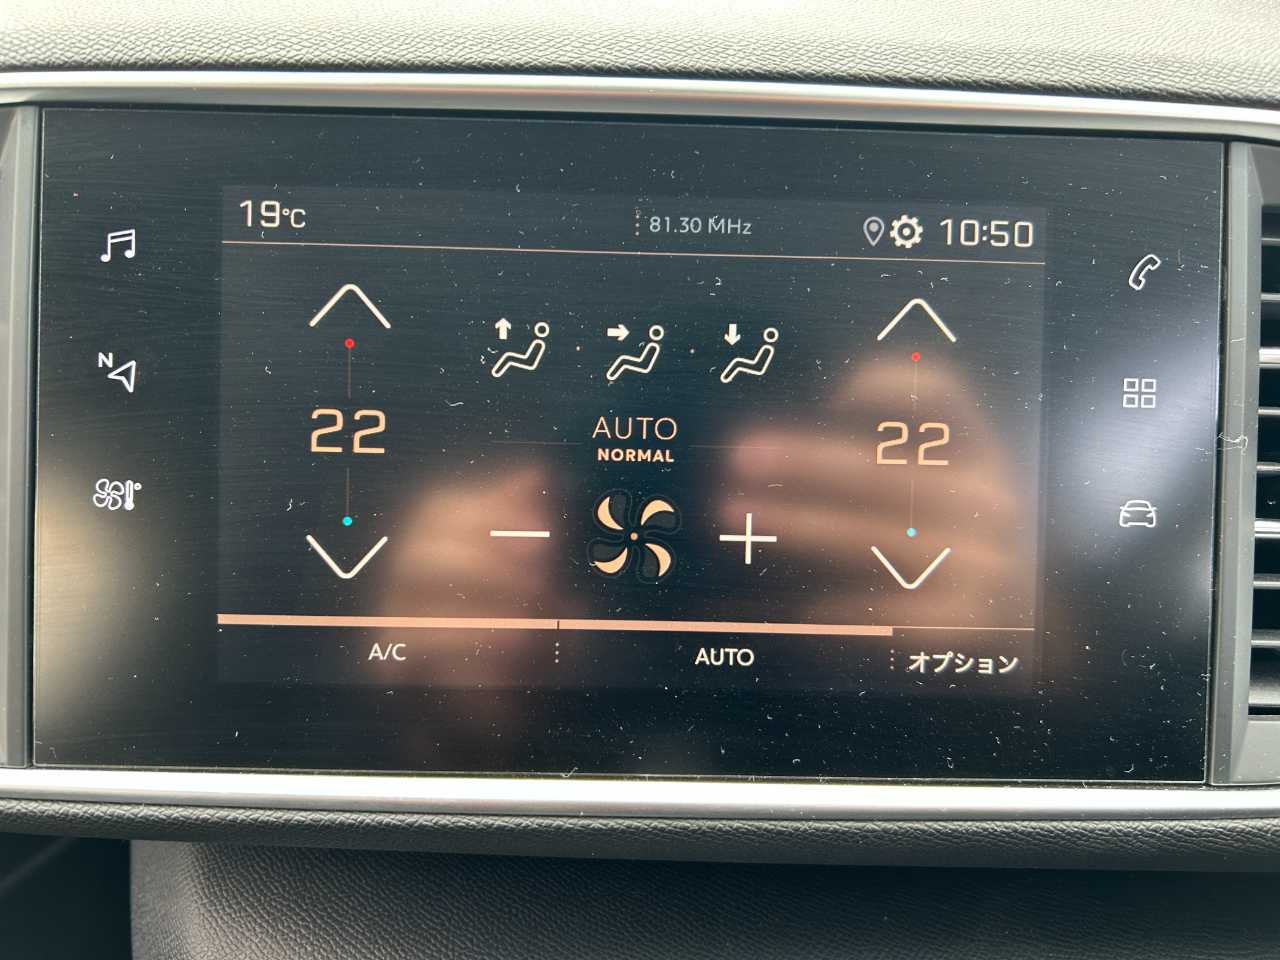 19°C
81.30 MHz
10:50
N
22
AUTO
NORMAL
22
A/C
AUTO
オプション